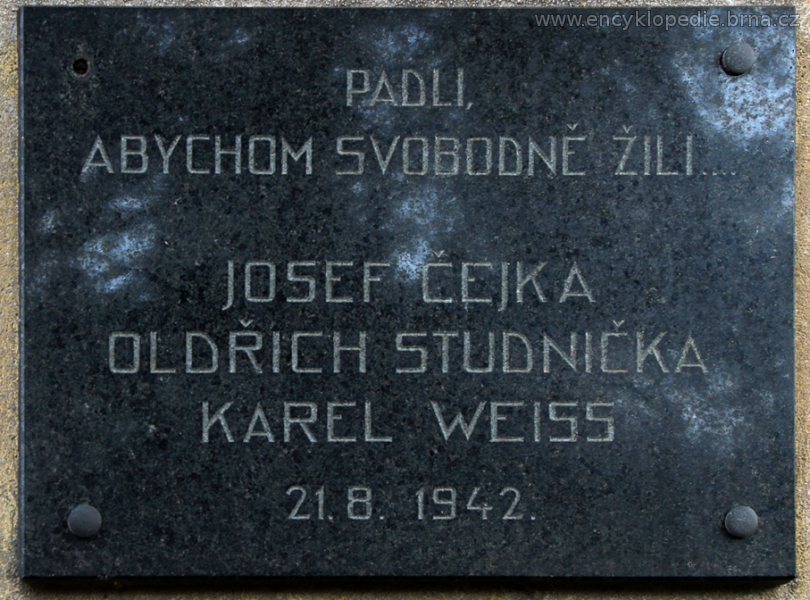 www.encyklopedie.brna.cz
PADLI,
ABYCHOM SVOBODNĚ ŽILI....
JOSEF ČEJKA
OLDŘICH STUDNIČKA
KAREL WEISS
21. 8. 1942.